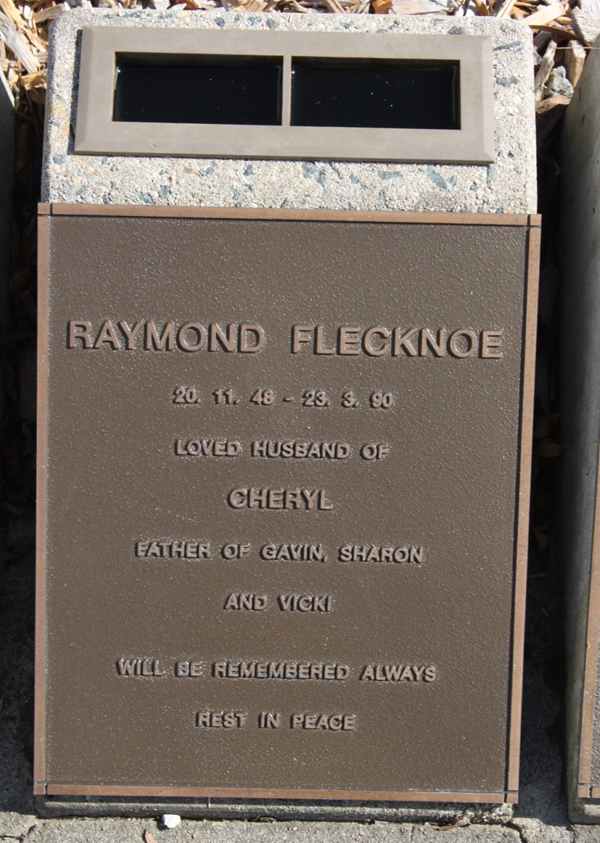 RAYMOND FLECKNOE
20. 11. 48 - 23. 3. 90
LOVED HUSBAND OF
CHERYL
FATHER OF GAVIN, SHARON
AND VICKI
WILL BE REMEMBERED ALWAYS
REST IN PEACE